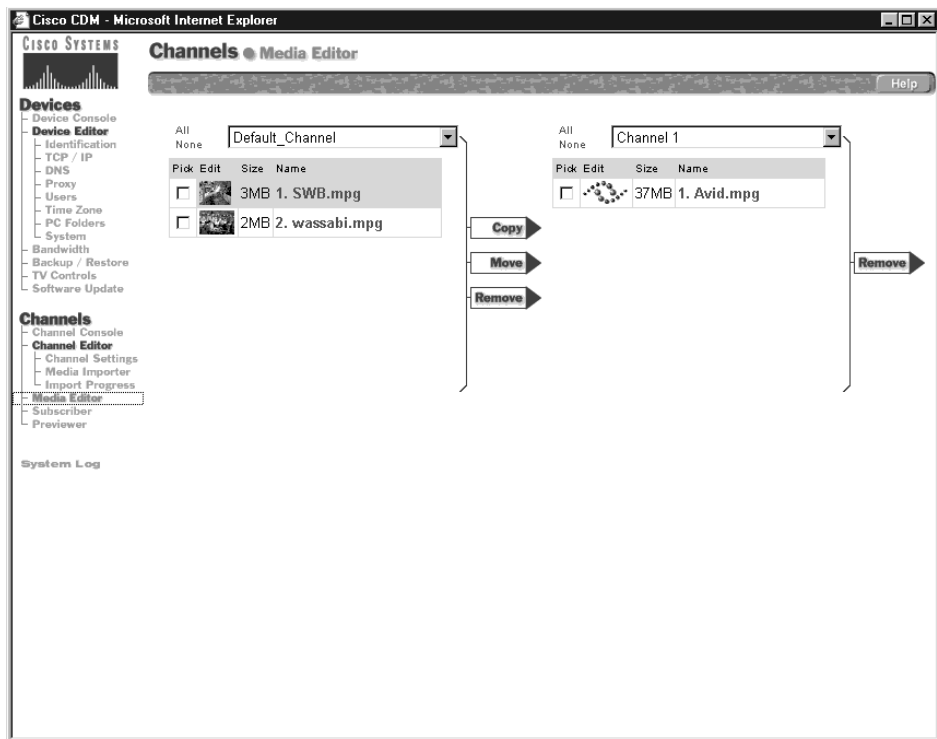 Cisco CDM - Microsoft Internet Explorer
CISCO SYSTEMS
Channels Media Editor
Help
Devices
Device Console
Device Editor
Identification
TCP / IP
DNS
Proxy
Users
Time Zone
PC Folders
System
Bandwidth
Backup / Restore
TV Controls
Software Update
Channels
Channel Console
Channel Editor
Channel Settings
Media Importer
Import Progress
Media Editor
Subscriber
Previewer
System Log
All
None
Default_Channel
Pick Edit Size Name
3MB 1. SWB.mpg
2MB 2. wassabi.mpg
Copy
Move
Remove
All
None
Channel 1
Pick Edit Size Name
37MB 1. Avid.mpg
Remove